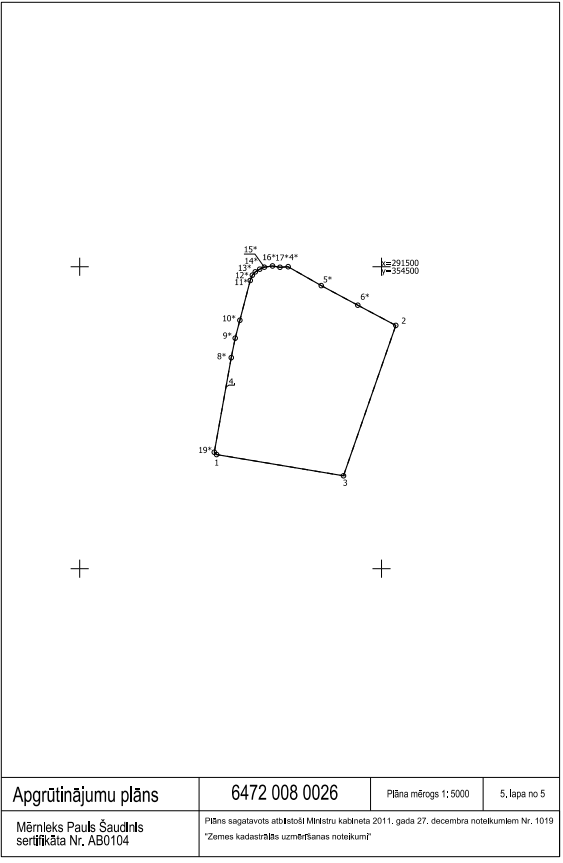 15*
14*
16*
17*
4*
13*
12*
11*
x=291500
y=354500
5*
6*
10*
2
9*
8*
4
19*
1
3
Apgrūtinājumu plāns
6472 008 0026
Plāna mērogs 1: 5000
5. lapa no 5
Mērnieks Pauls Šaudinis
sertifikāta Nr. AB0104
Plāns sagatavots atbilstoši Ministru kabineta 2011. gada 27. decembra noteikumiem Nr. 1019
"Zemes kadastrālās uzmērīšanas noteikumi"